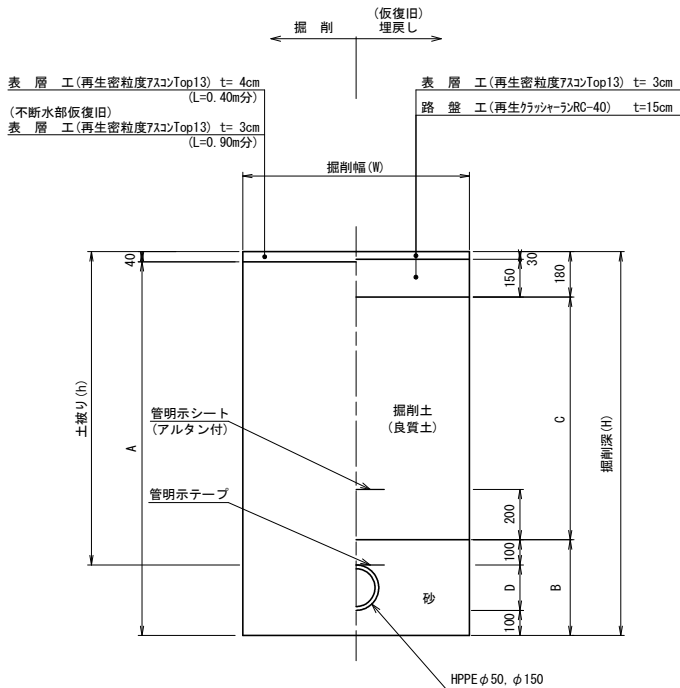 掘 削
(仮復旧)
埋戻し
表 層 工(再生密粒度アスコンTop13) t= 4cm
(L=0.40m分)
(不断水部仮復旧)
表 層 工(再生密粒度アスコンTop13) t= 3cm
(L=0.90m分)
表 層 工(再生密粒度アスコンTop13) t= 3cm
路 盤 工(再生クラッシャーランRC-40) t=15cm
掘削幅(W)
40
30
150
180
土被り(h)
A
C
掘削深(H)
掘削土
(良質土)
管明示シート
(アルタン付)
管明示テープ
200
100
D
B
100
砂
HPPEφ50, φ150